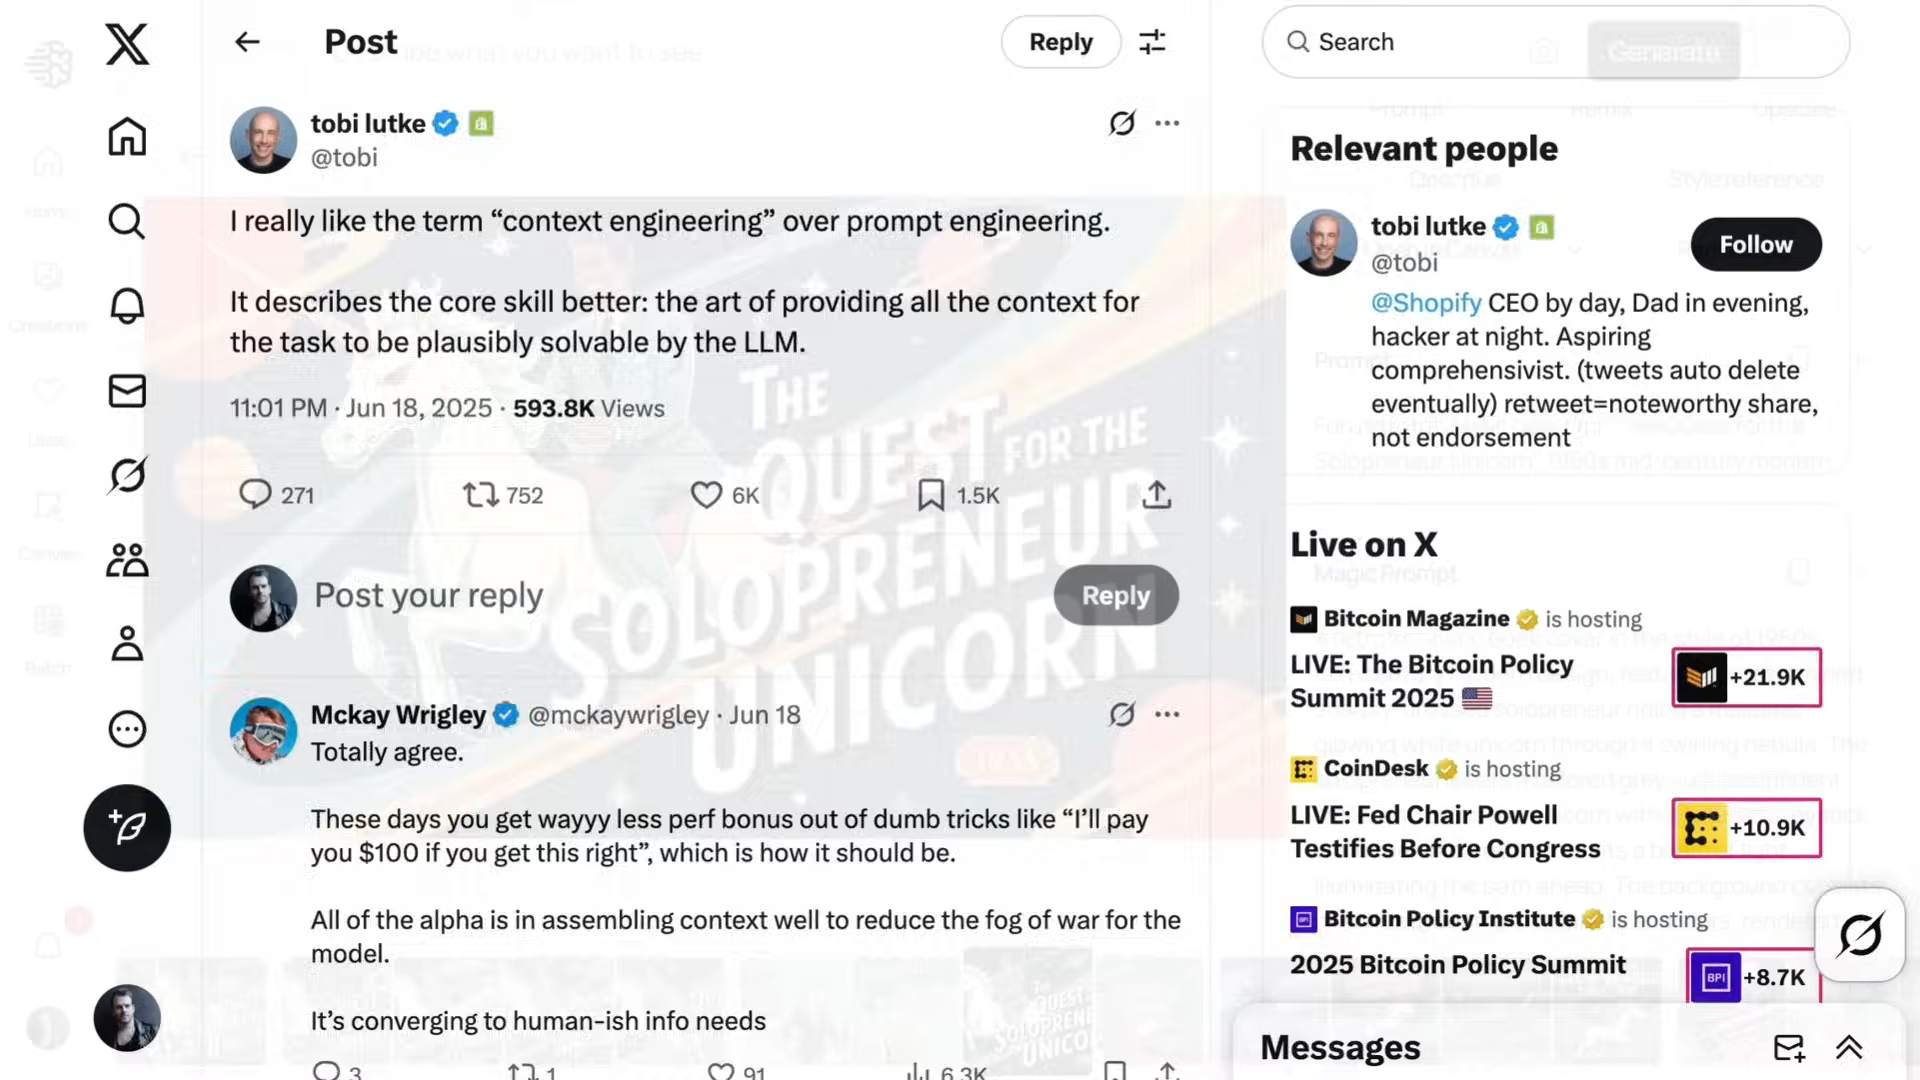 Post
Reply
Search
tobi lutke
@tobi
I really like the term “context engineering” over prompt engineering.
It describes the core skill better: the art of providing all the context for
the task to be plausibly solvable by the LLM.
11:01 PM · Jun 18, 2025 · 593.8K Views
271
752
6K
1.5K
Post your reply
Reply
Mckay Wrigley @mckaywrigley · Jun 18
Totally agree.
These days you get wayyy less perf bonus out of dumb tricks like “I’ll pay
you $100 if you get this right”, which is how it should be.
All of the alpha is in assembling context well to reduce the fog of war for the
model.
It’s converging to human-ish info needs
3
1
91
6.3K
Relevant people
tobi lutke
@tobi
Follow
@Shopify CEO by day, Dad in evening,
hacker at night. Aspiring
comprehensivist. (tweets auto delete
eventually) retweet=noteworthy share,
not endorsement
Live on X
Bitcoin Magazine is hosting
LIVE: The Bitcoin Policy
Summit 2025
+21.9K
CoinDesk is hosting
LIVE: Fed Chair Powell
Testifies Before Congress
+10.9K
Bitcoin Policy Institute is hosting
2025 Bitcoin Policy Summit
BPI
+8.7K
Messages
THE
QUEST FOR THE
SOLOPRENEUR
UNICORN
Generate
Prompt
Remix
Upscale
Style reference
Magic Prompt